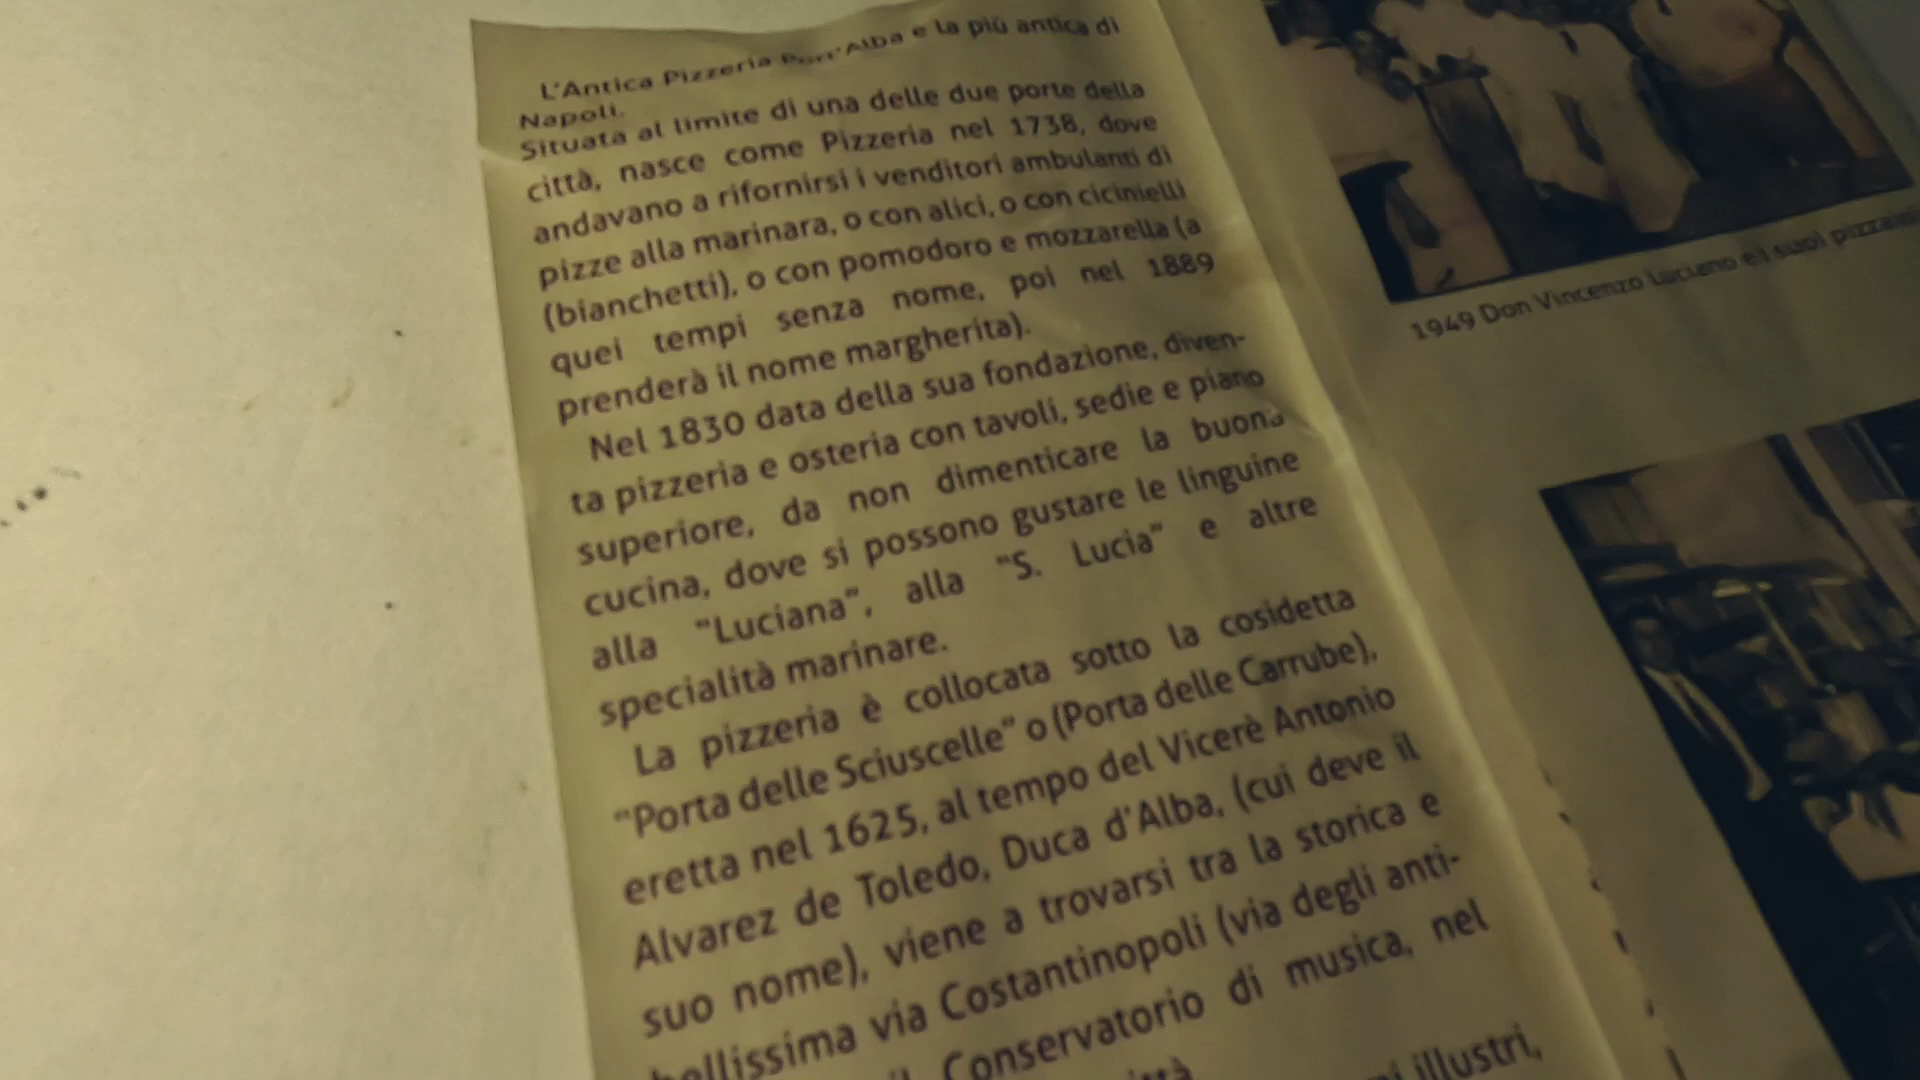 L'Antica Pizzeria Port'Alba e la più antica di
Napoli.
Situata al limite di una delle due porte della
città, nasce come Pizzeria nel 1738, dove
andavano a rifornirsi i venditori ambulanti di
pizze alla marinara, o con alici, o con cicinielli
(bianchetti), o con pomodoro e mozzarella (a
quei tempi senza nome, poi nel 1889
prenderà il nome margherita).
Nel 1830 data della sua fondazione, diven-
ta pizzeria e osteria con tavoli, sedie e piano
superiore, da non dimenticare la buona
cucina, dove si possono gustare le linguine
alla "Luciana", alla "S. Lucia" e altre
specialità marinare.
La pizzeria è collocata sotto la cosidetta
"Porta delle Sciuscelle" o (Porta delle Carrube),
eretta nel 1625, al tempo del Vicerè Antonio
Alvarez de Toledo, Duca d'Alba, (cui deve il
suo nome), viene a trovarsi tra la storica e
bellissima via Costantinopoli (via degli anti-
Conservatorio di musica, nel
illustri,
1949 Don Vincenzo Luciano e i suoi pizzaioli